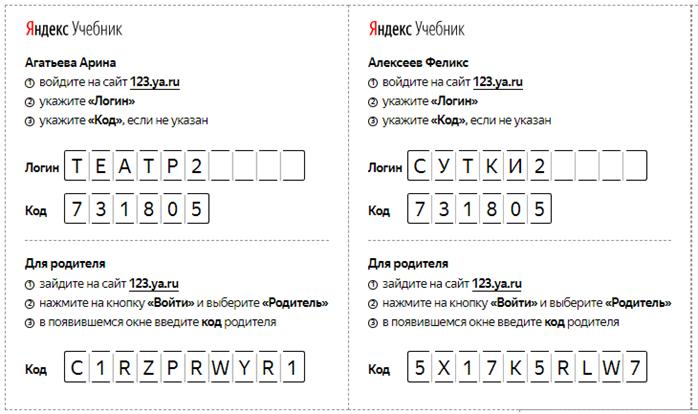 Яндекс Учебник
Агатьева Арина
① войдите на сайт 123.ya.ru
② укажите «Логин»
③ укажите «Код», если не указан
Логин ТЕАТР2
Код 731805
Для родителя
① зайдите на сайт 123.ya.ru
② нажмите на кнопку «Войти» и выберите «Родитель»
③ в появившемся окне введите код родителя
Код C1RZPRWYR1
Яндекс Учебник
Алексеев Феликс
① войдите на сайт 123.ya.ru
② укажите «Логин»
③ укажите «Код», если не указан
Логин СУТКИ2
Код 731805
Для родителя
① зайдите на сайт 123.ya.ru
② нажмите на кнопку «Войти» и выберите «Родитель»
③ в появившемся окне введите код родителя
Код 5X17K5RLW7